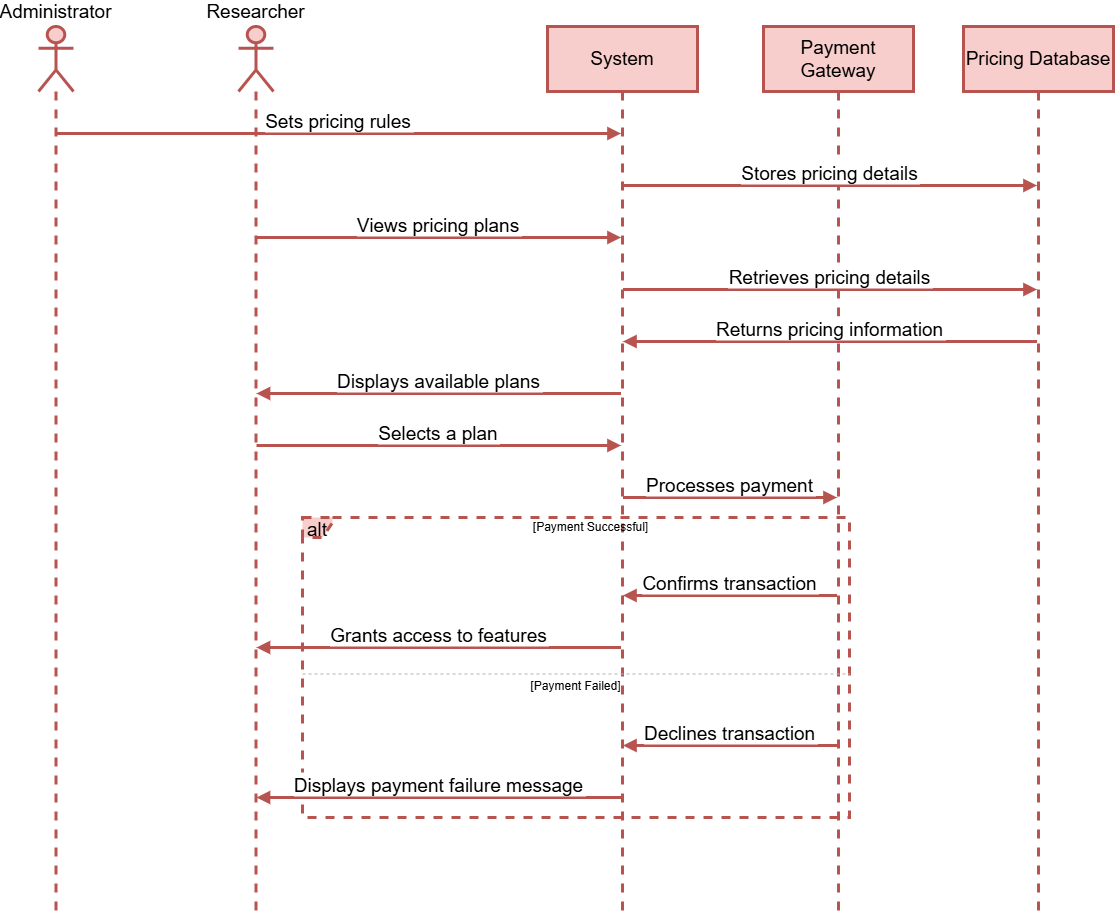 Administrator
Researcher
System
Payment
Gateway
Pricing Database
Sets pricing rules
Stores pricing details
Views pricing plans
Retrieves pricing details
Returns pricing information
Displays available plans
Selects a plan
Processes payment
alt
[Payment Successful]
Confirms transaction
Grants access to features
[Payment Failed]
Declines transaction
Displays payment failure message